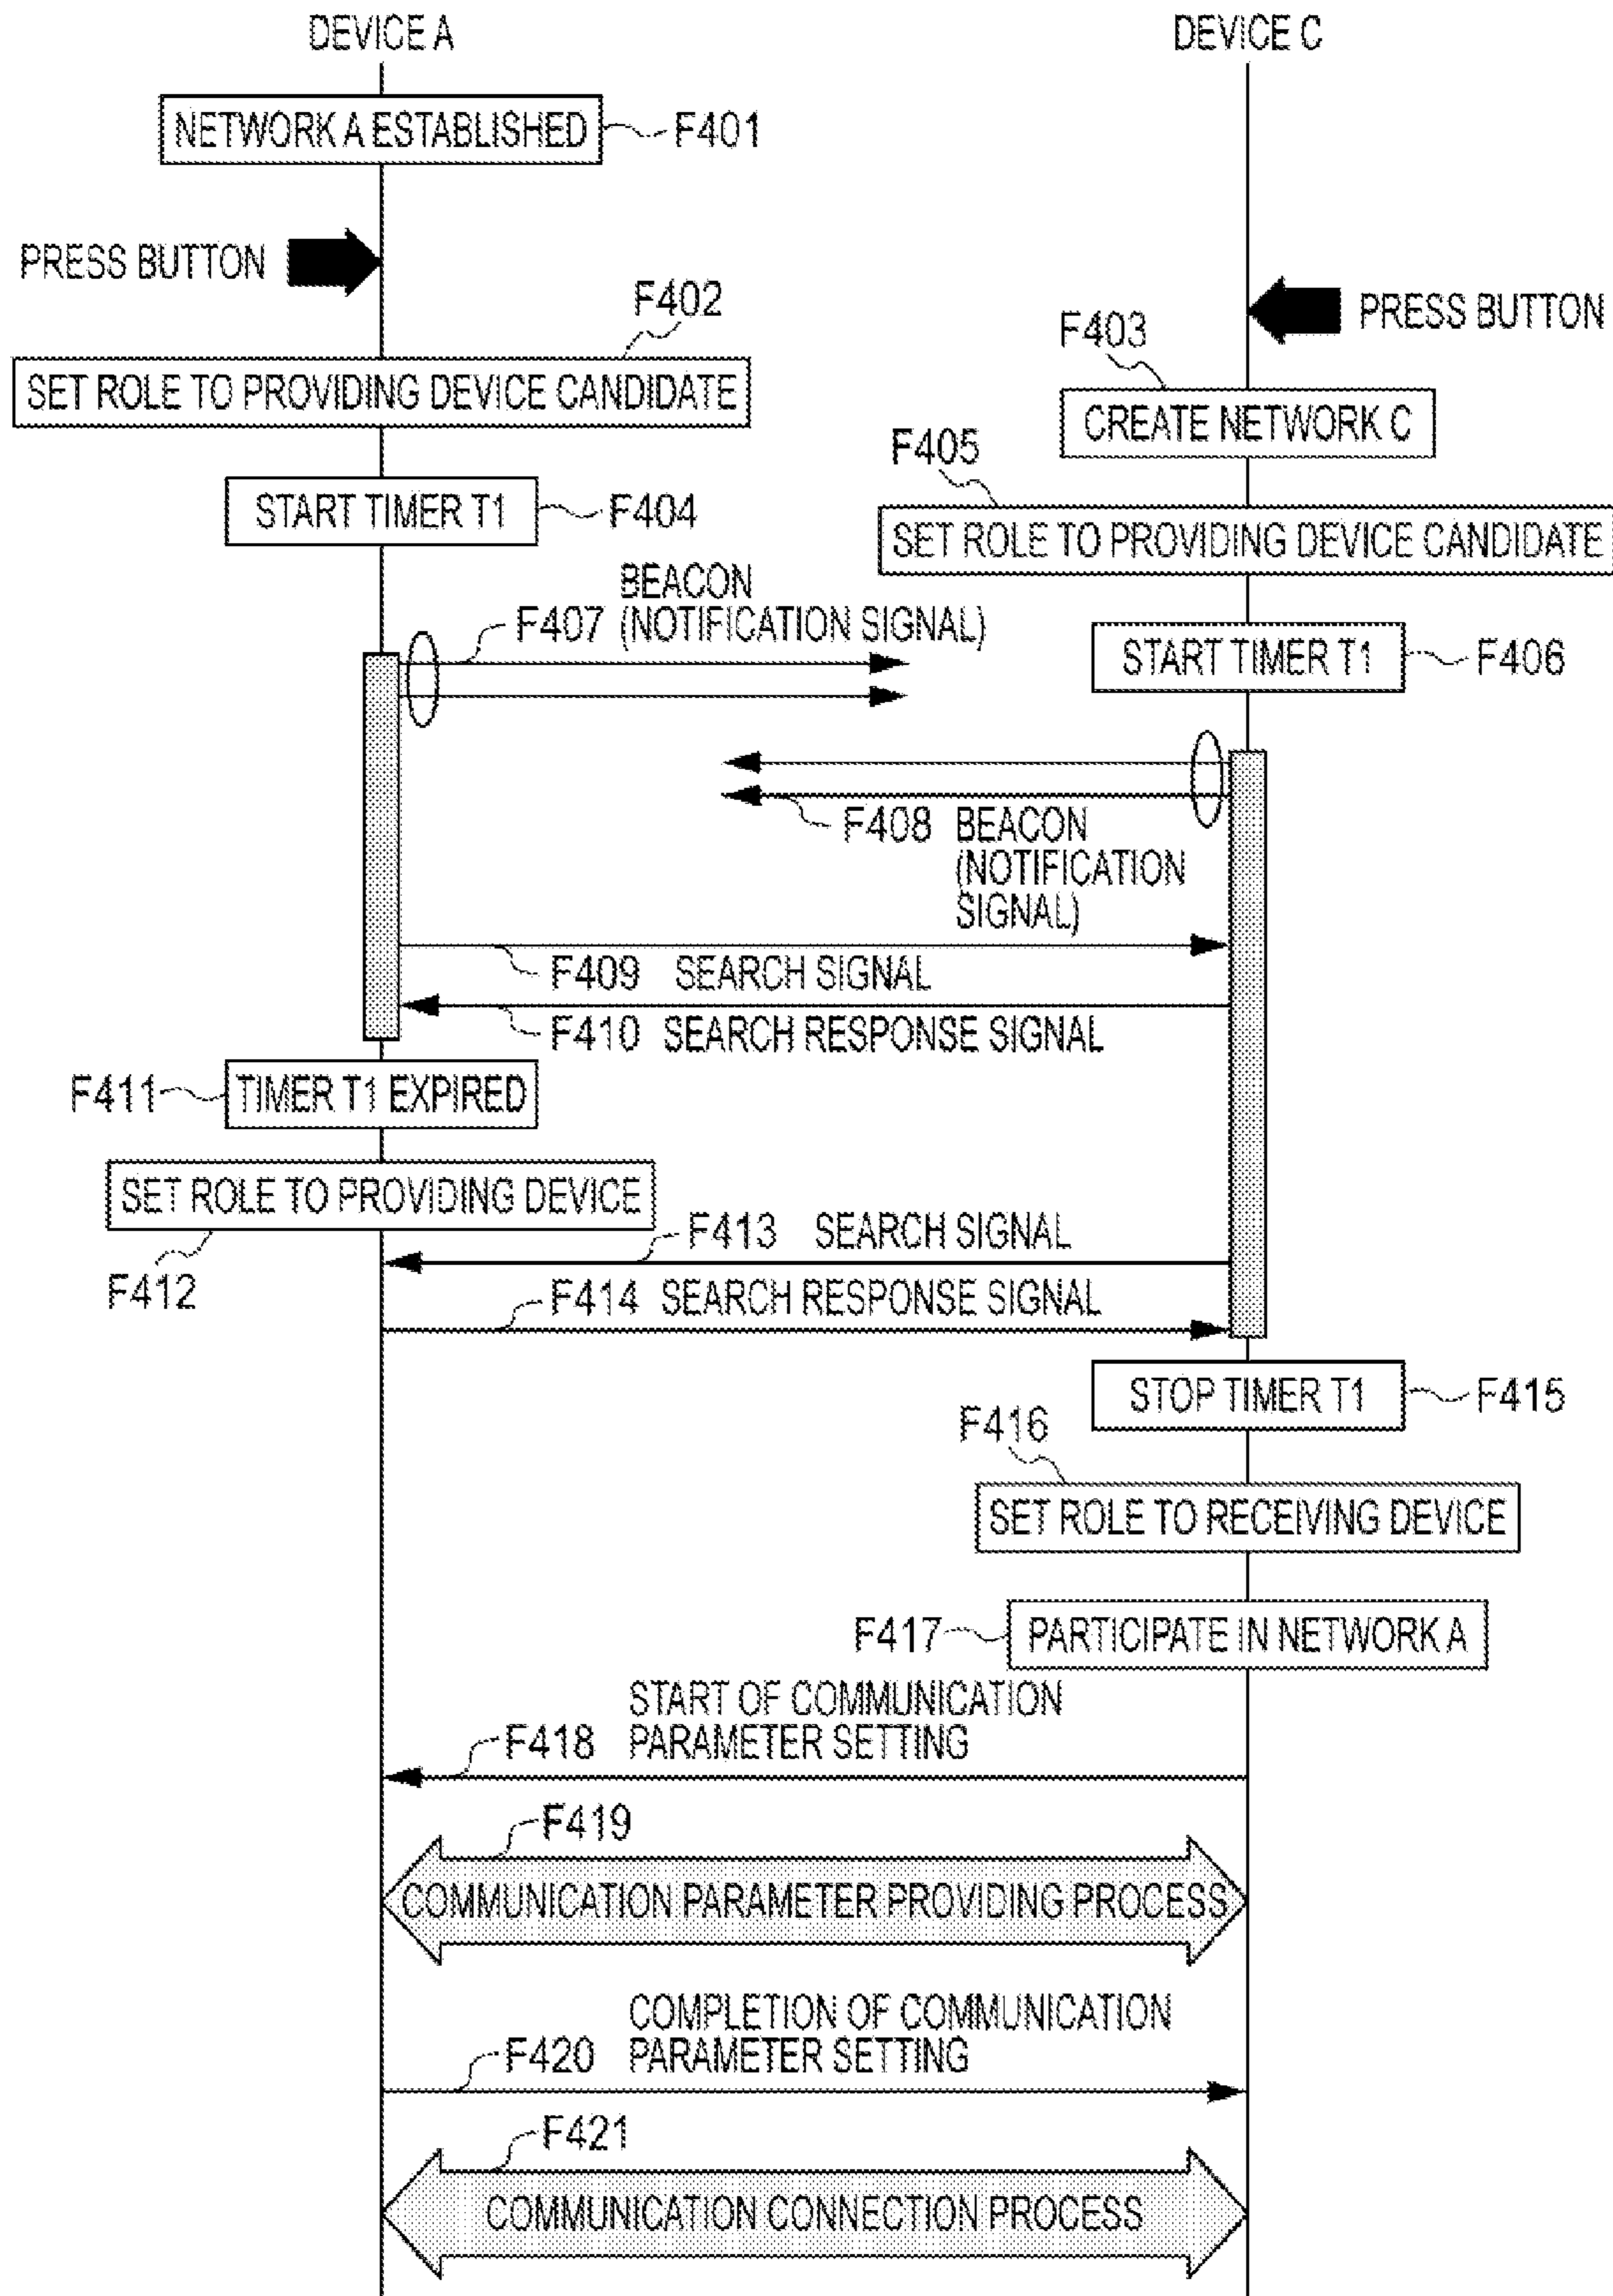 DEVICE A
DEVICE C
NETWORK A ESTABLISHED
F401
PRESS BUTTON
PRESS BUTTON
F402
SET ROLE TO PROVIDING DEVICE CANDIDATE
F403
CREATE NETWORK C
START TIMER T1
F404
F405
SET ROLE TO PROVIDING DEVICE CANDIDATE
START TIMER T1
F406
BEACON
F407 (NOTIFICATION SIGNAL)
F408 BEACON
(NOTIFICATION
SIGNAL)
F409 SEARCH SIGNAL
F410 SEARCH RESPONSE SIGNAL
F411
TIMER T1 EXPIRED
SET ROLE TO PROVIDING DEVICE
F412
F413 SEARCH SIGNAL
F414 SEARCH RESPONSE SIGNAL
STOP TIMER T1
F415
F416
SET ROLE TO RECEIVING DEVICE
F417
PARTICIPATE IN NETWORK A
START OF COMMUNICATION
F418 PARAMETER SETTING
F419
COMMUNICATION PARAMETER PROVIDING PROCESS
COMPLETION OF COMMUNICATION
F420 PARAMETER SETTING
F421
COMMUNICATION CONNECTION PROCESS